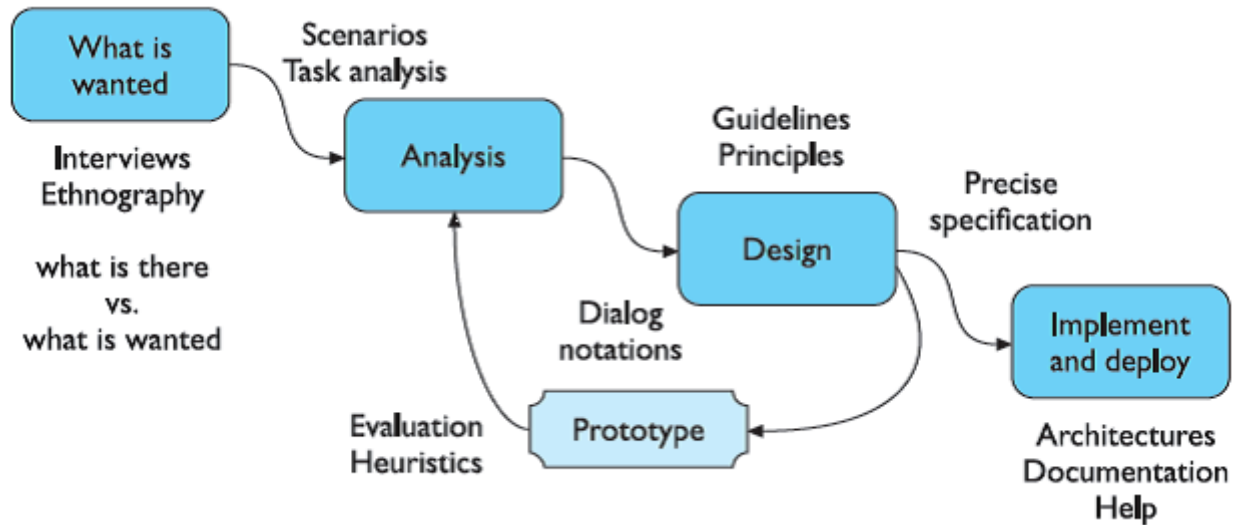 What is
wanted
Interviews
Ethnography
what is there
vs.
what is wanted
Scenarios
Task analysis
Analysis
Guidelines
Principles
Design
Precise
specification
Dialog
notations
Prototype
Evaluation
Heuristics
Implement
and deploy
Architectures
Documentation
Help